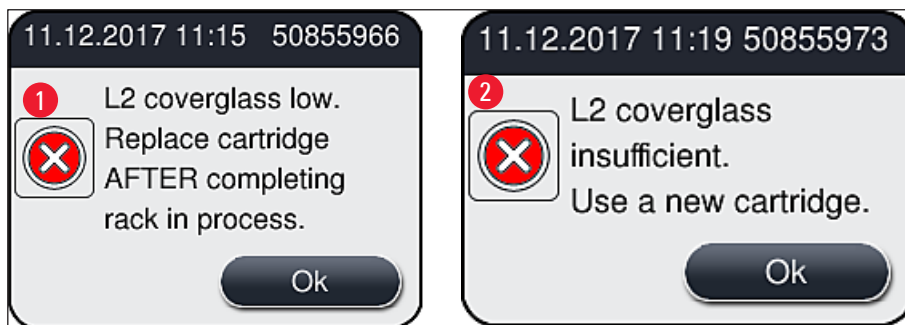 11.12.2017 11:15 50855966
1
L2 coverglass low.
Replace cartridge
AFTER completing
rack in process.
Ok
11.12.2017 11:19 50855973
2
L2 coverglass
insufficient.
Use a new cartridge.
Ok